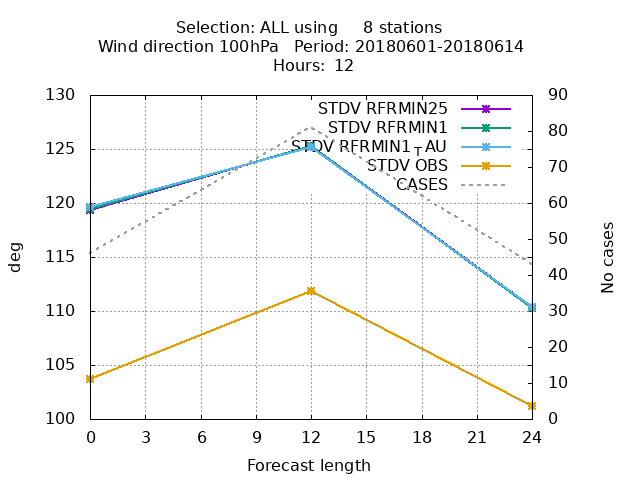 Selection: ALL using     8 stations
Wind direction 100hPa   Period: 20180601-20180614
Hours:  12
130 90
STDV RFRMIN25
STDV RFRMIN1
80
125 STDV RFRMIN1TAU
70
STDV OBS
CASES
120 60
115 50
deg No cases
40
110 30
20
105
10
100 0
0 3 6 9 12 15 18 21 24
Forecast length